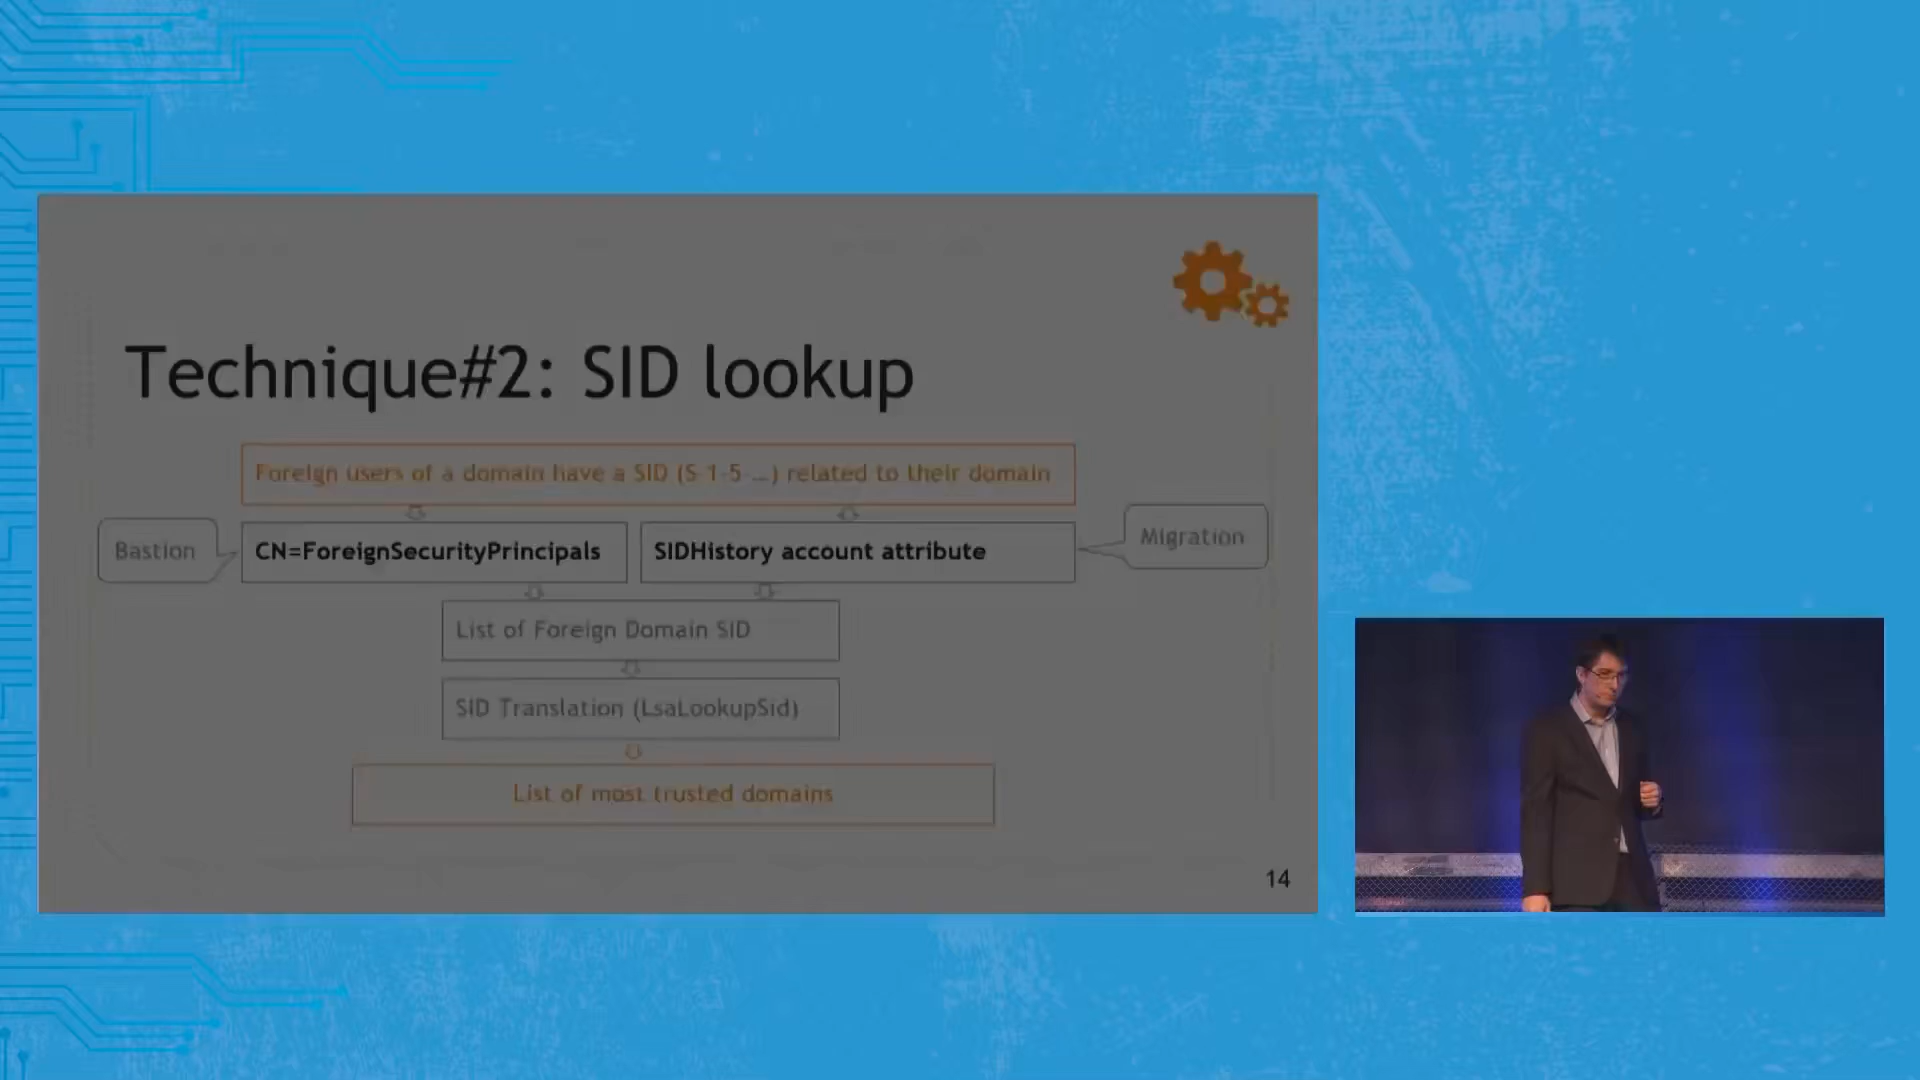 Technique#2: SID lookup
Foreign users of a domain have a SID (S-1-5-…) related to their domain
Bastion
CN=ForeignSecurityPrincipals
SIDHistory account attribute
Migration
List of Foreign Domain SID
SID Translation (LsaLookupSid)
List of most trusted domains
14